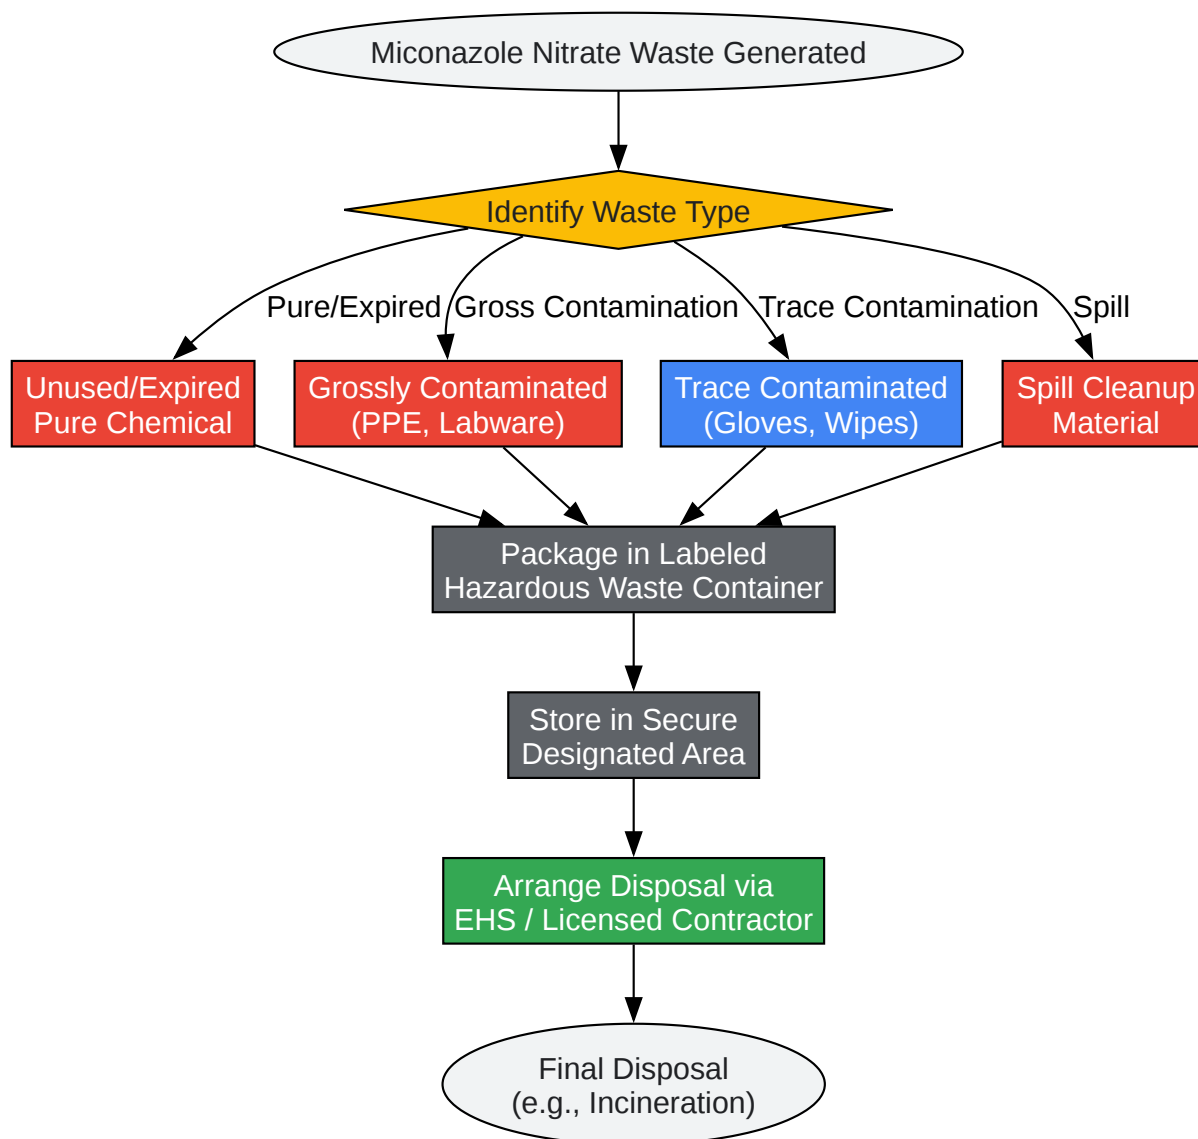 Miconazole Nitrate Waste Generated
Identify Waste Type
Pure/Expired
Gross Contamination
Trace Contamination
Spill
Unused/Expired
Pure Chemical
Grossly Contaminated
(PPE, Labware)
Trace Contaminated
(Gloves, Wipes)
Spill Cleanup
Material
Package in Labeled
Hazardous Waste Container
Store in Secure
Designated Area
Arrange Disposal via
EHS / Licensed Contractor
Final Disposal
(e.g., Incineration)